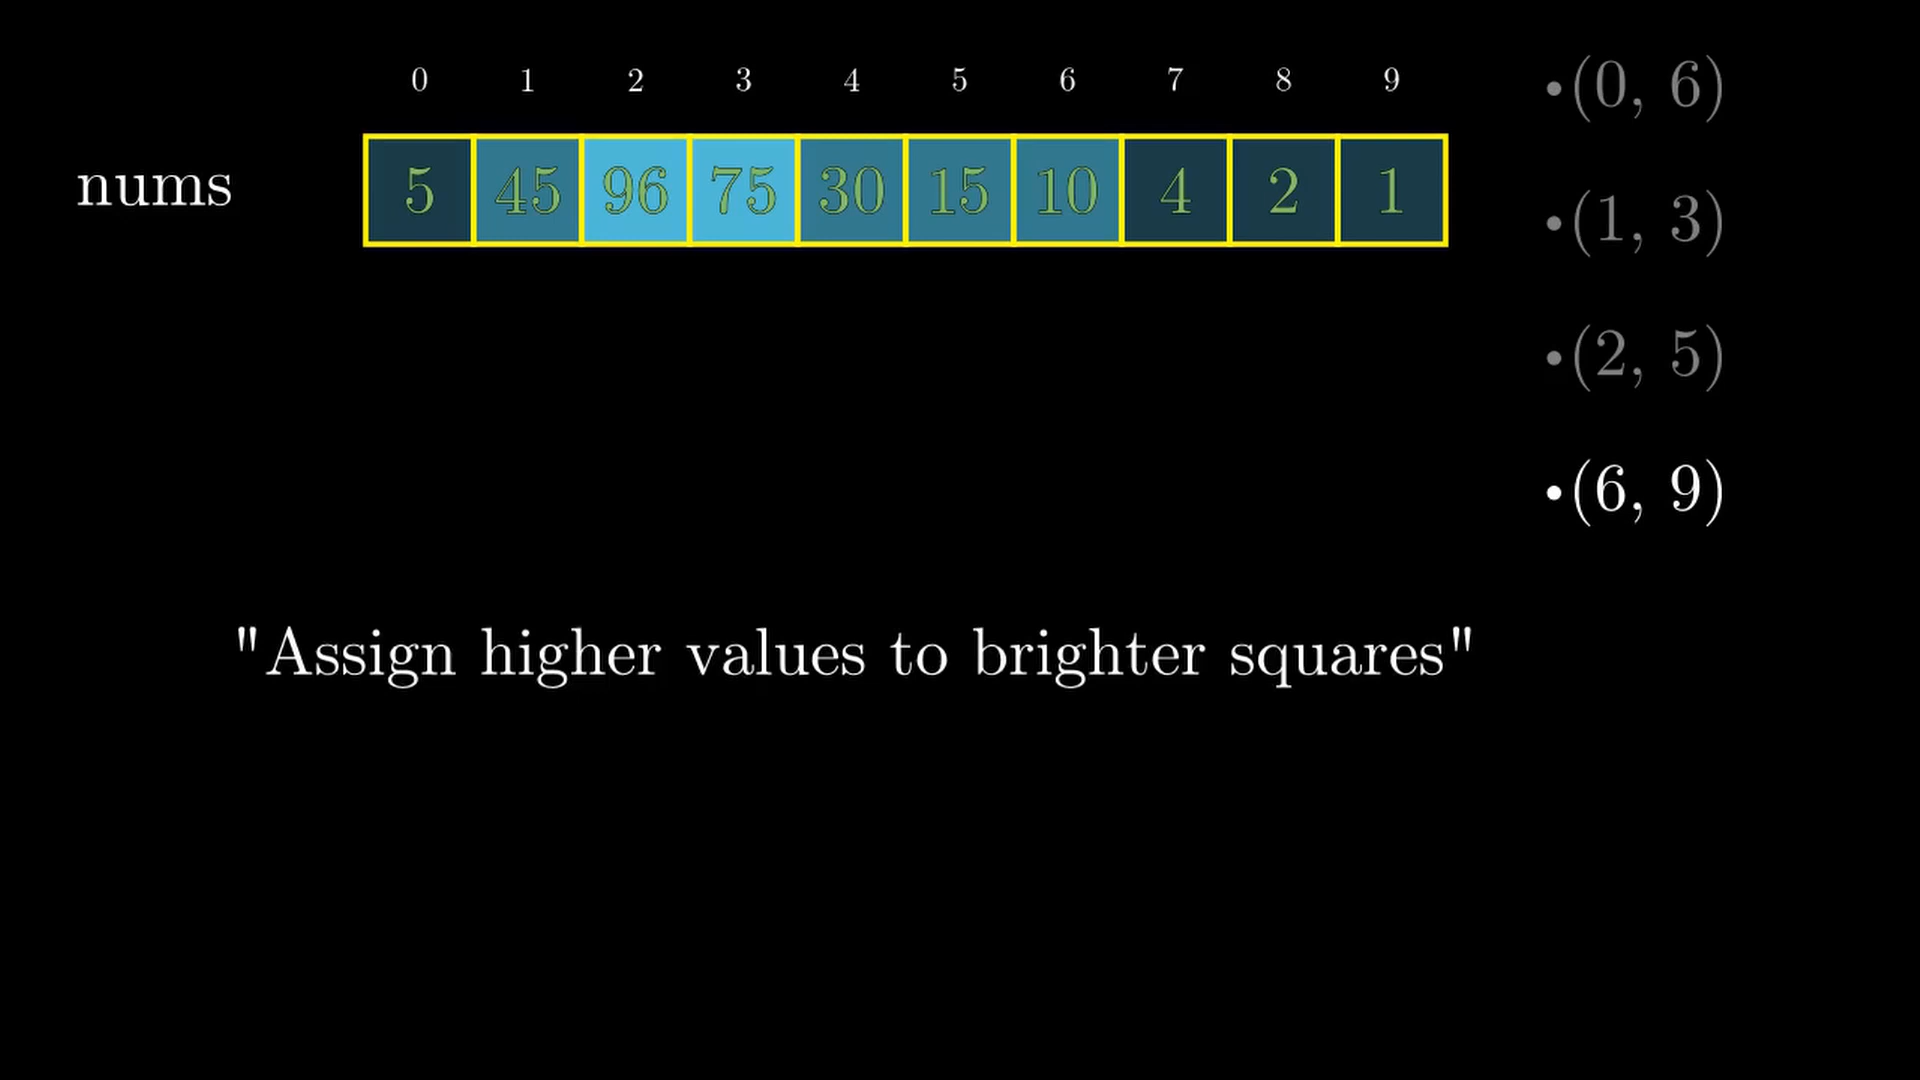 0 1 2 3 4 5 6 7 8 9
nums 5 45 96 75 30 15 10 4 2 1
•(0, 6)
•(1, 3)
•(2, 5)
•(6, 9)
"Assign higher values to brighter squares"